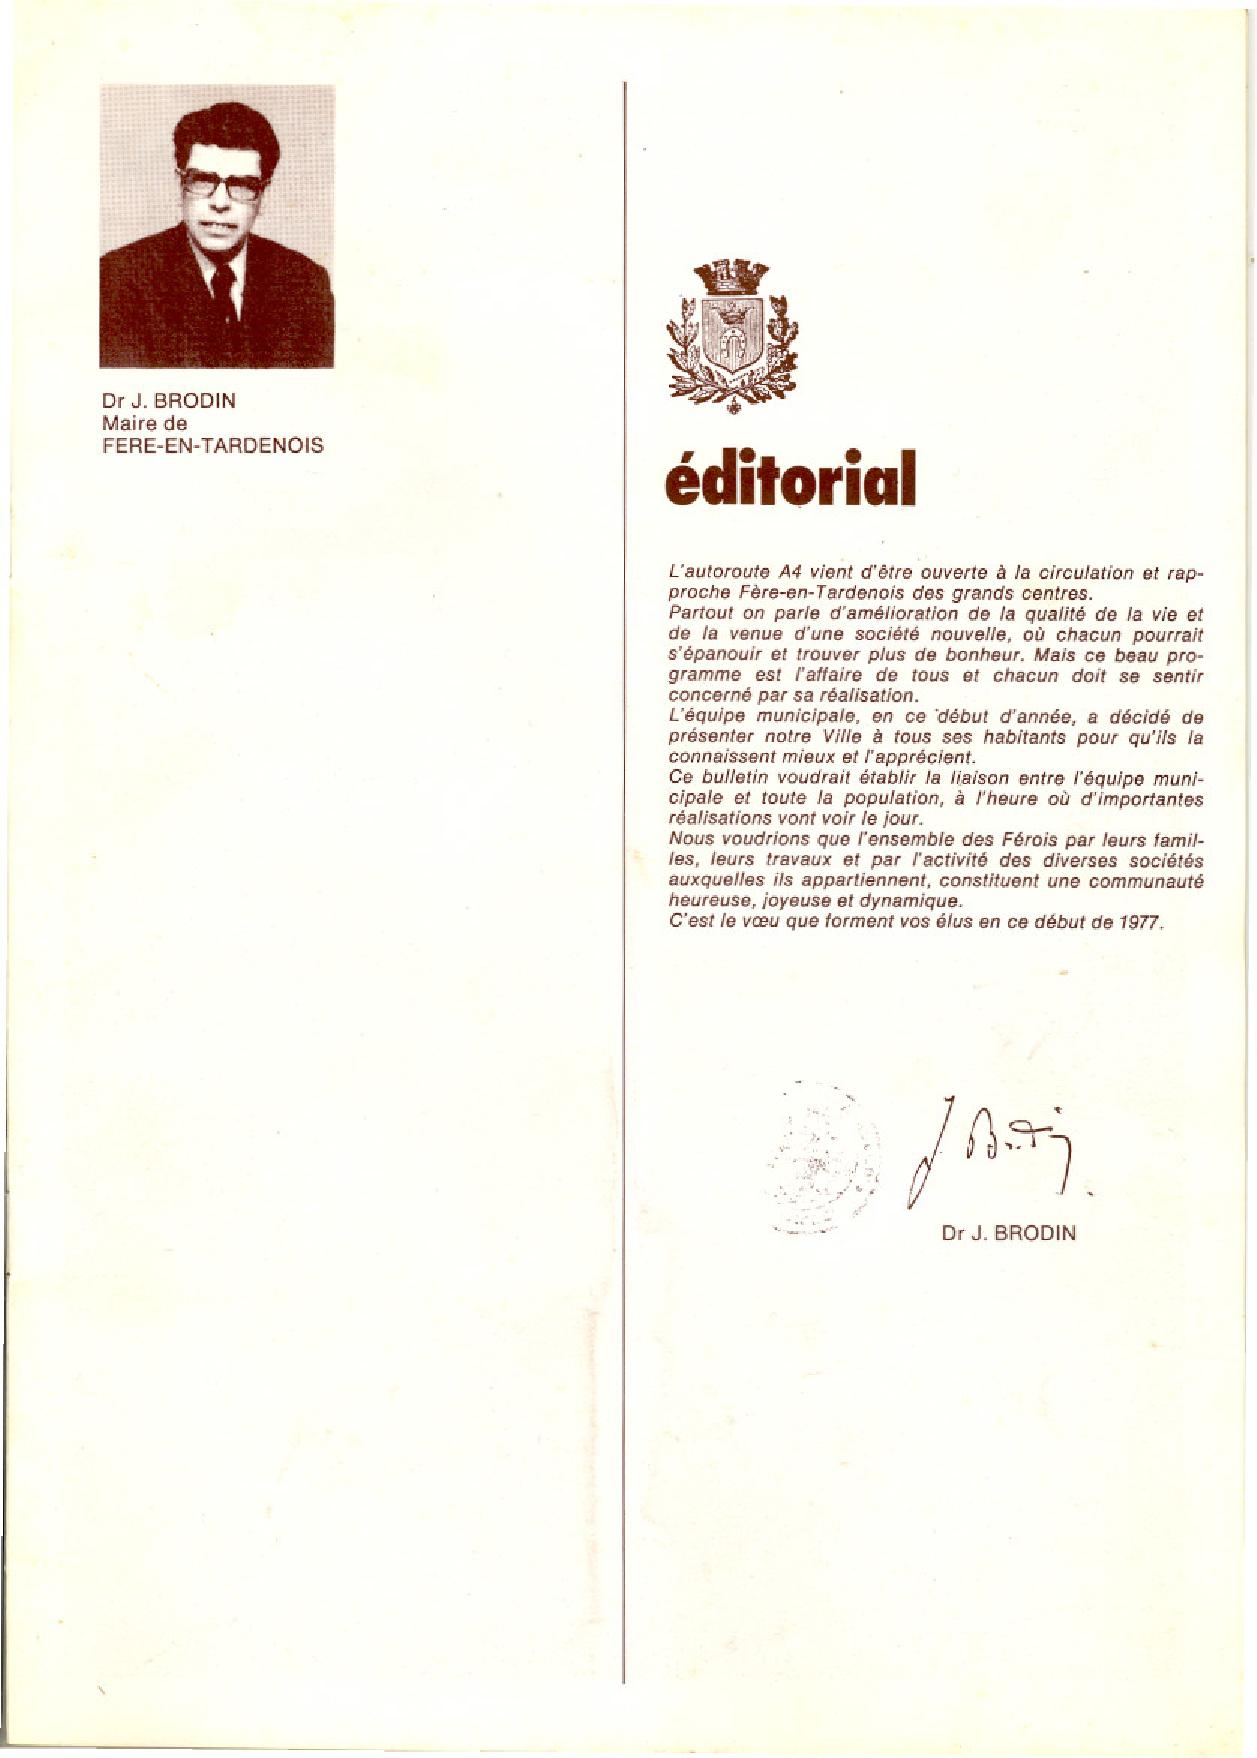 Dr J. BRODIN
Maire de
FERE-EN-TARDENOIS
éditorial
L'autoroute A4 vient d'être ouverte à la circulation et rap-
proche Fère-en-Tardenois des grands centres.
Partout on parle d'amélioration de la qualité de la vie et
de la venue d'une société nouvelle, où chacun pourrait
s'épanouir et trouver plus de bonheur. Mais ce beau pro-
gramme est l'affaire de tous et chacun doit se sentir
concerné par sa réalisation.
L'équipe municipale, en ce début d'année, a décidé de
présenter notre Ville à tous ses habitants pour qu'ils la
connaissent mieux et l'apprécient.
Ce bulletin voudrait établir la liaison entre l'équipe muni-
cipale et toute la population, à l'heure où d'importantes
réalisations vont voir le jour.
Nous voudrions que l'ensemble des Férois par leurs famil-
les, leurs travaux et par l'activité des diverses sociétés
auxquelles ils appartiennent, constituent une communauté
heureuse, joyeuse et dynamique.
C'est le vœu que forment vos élus en ce début de 1977.
J Brodin.
Dr J. BRODIN